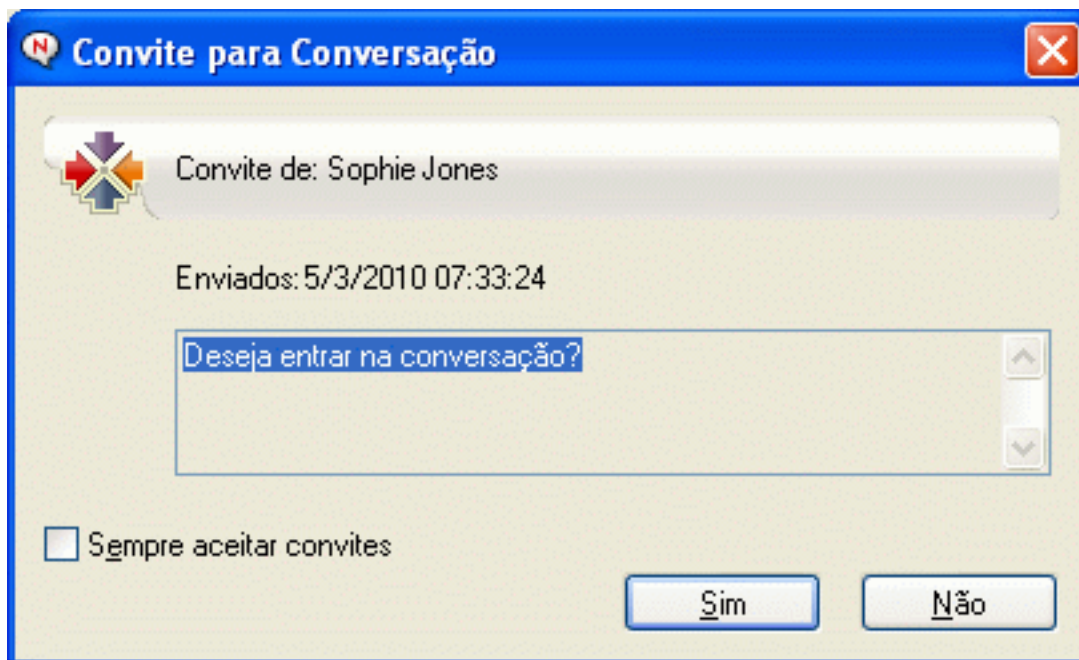 Convite para Conversação
Convite de: Sophie Jones
Enviados: 5/3/2010 07:33:24
Deseja entrar na conversação?
Sempre aceitar convites
Sim Não